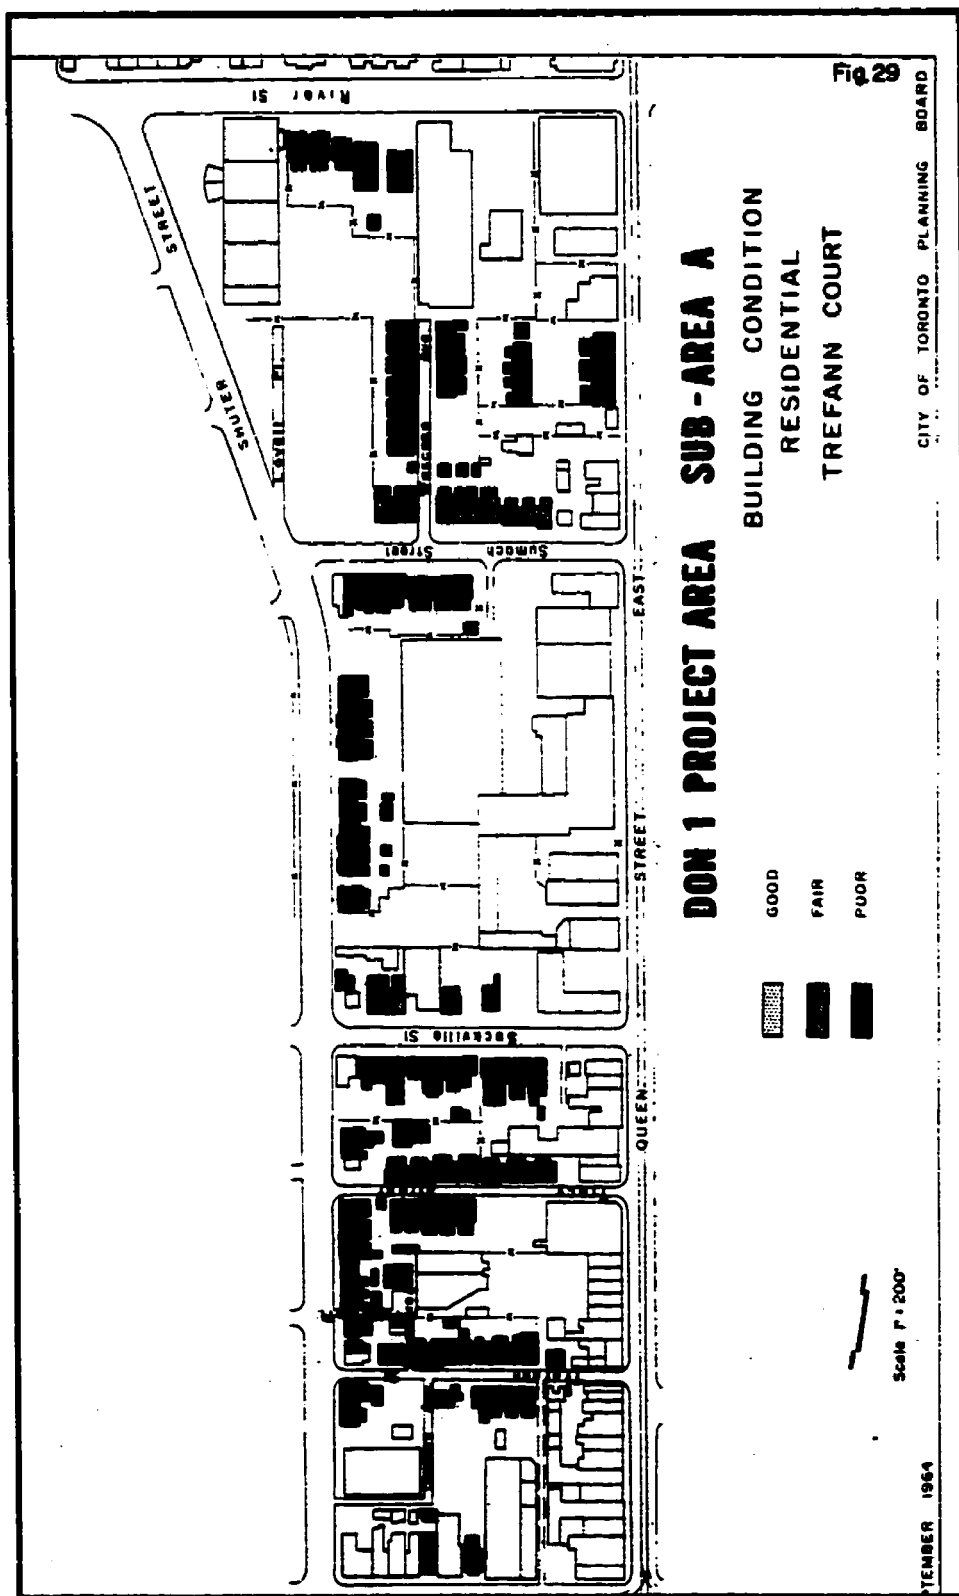 Fig. 29
River St
SHUTER STREET
Sumach Street
Sackville St
QUEEN STREET EAST
DON 1 PROJECT AREA SUB-AREA A
BUILDING CONDITION
RESIDENTIAL
TREFANN COURT
GOOD
FAIR
POOR
Scale 1" : 200'
TEMBER 1964
CITY OF TORONTO PLANNING BOARD